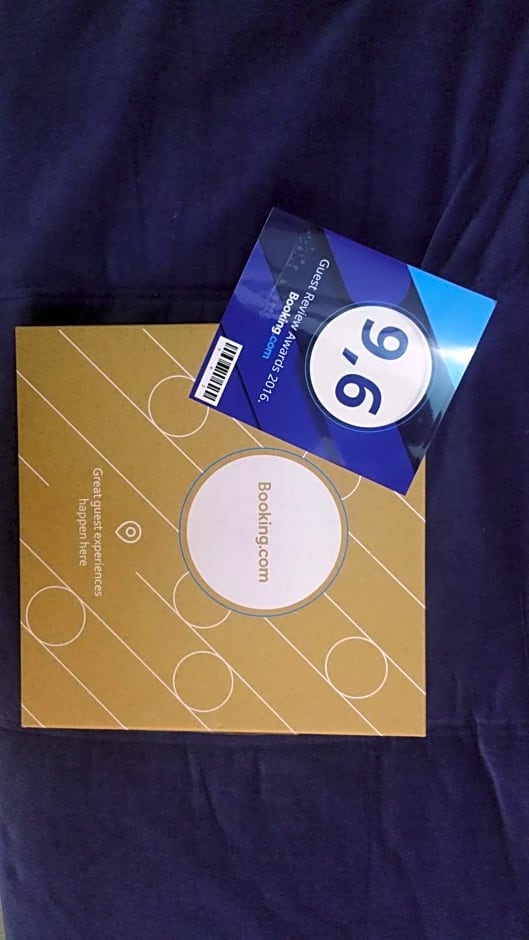 9,6
Guest Review Awards 2016.
Booking.com
Booking.com
Great guest experiences
happen here